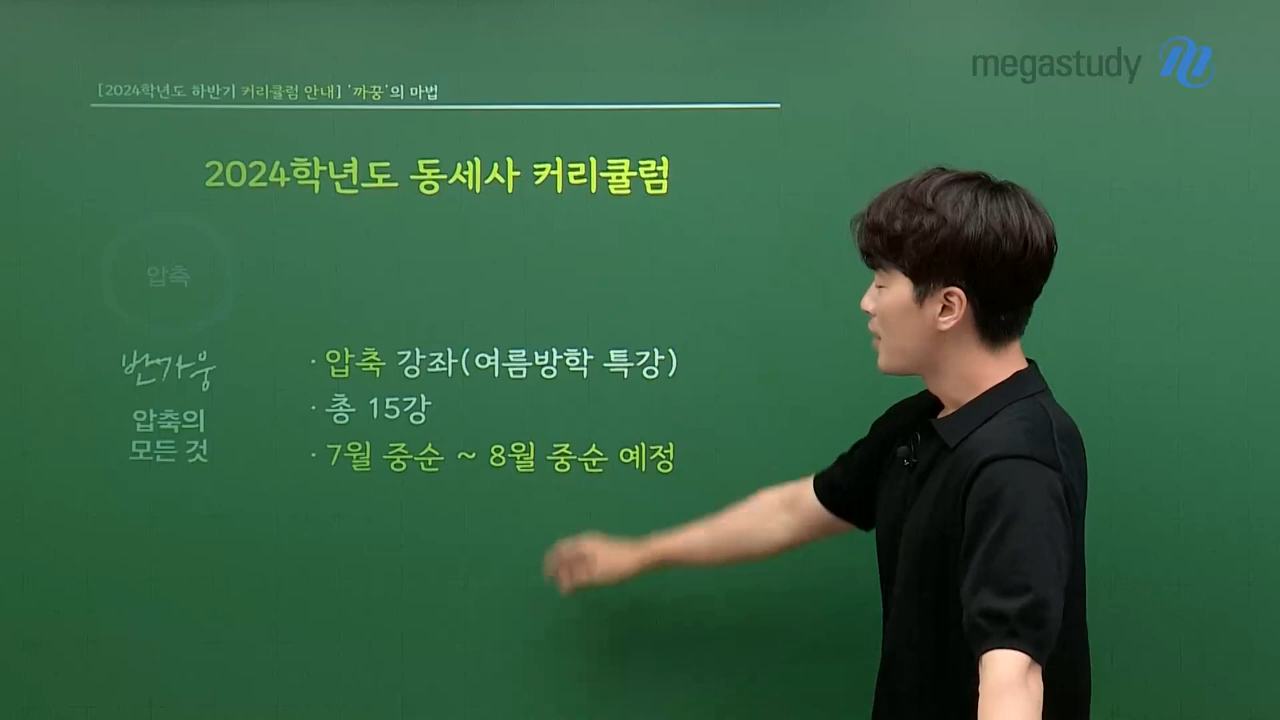 megastudy
[2024학년도 하반기 커리큘럼 안내] '까꿍'의 마법
2024학년도 동세사 커리큘럼
압축
반가웅
압축의
모든 것
· 압축 강좌(여름방학 특강)
· 총 15강
· 7월 중순 ~ 8월 중순 예정